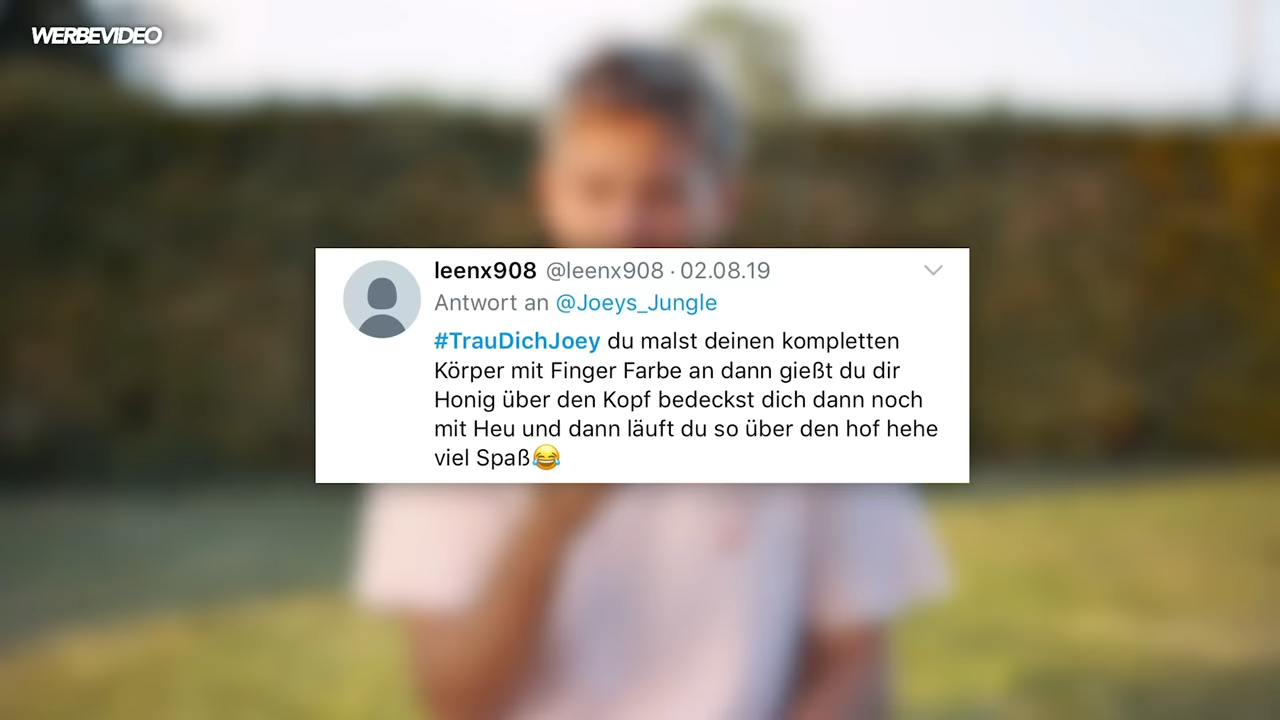 WERBEVIDEO
leenx908 @leenx908 · 02.08.19
Antwort an @Joeys_Jungle
#TrauDichJoey du malst deinen kompletten
Körper mit Finger Farbe an dann gießt du dir
Honig über den Kopf bedeckst dich dann noch
mit Heu und dann läuft du so über den hof hehe
viel Spaß😂